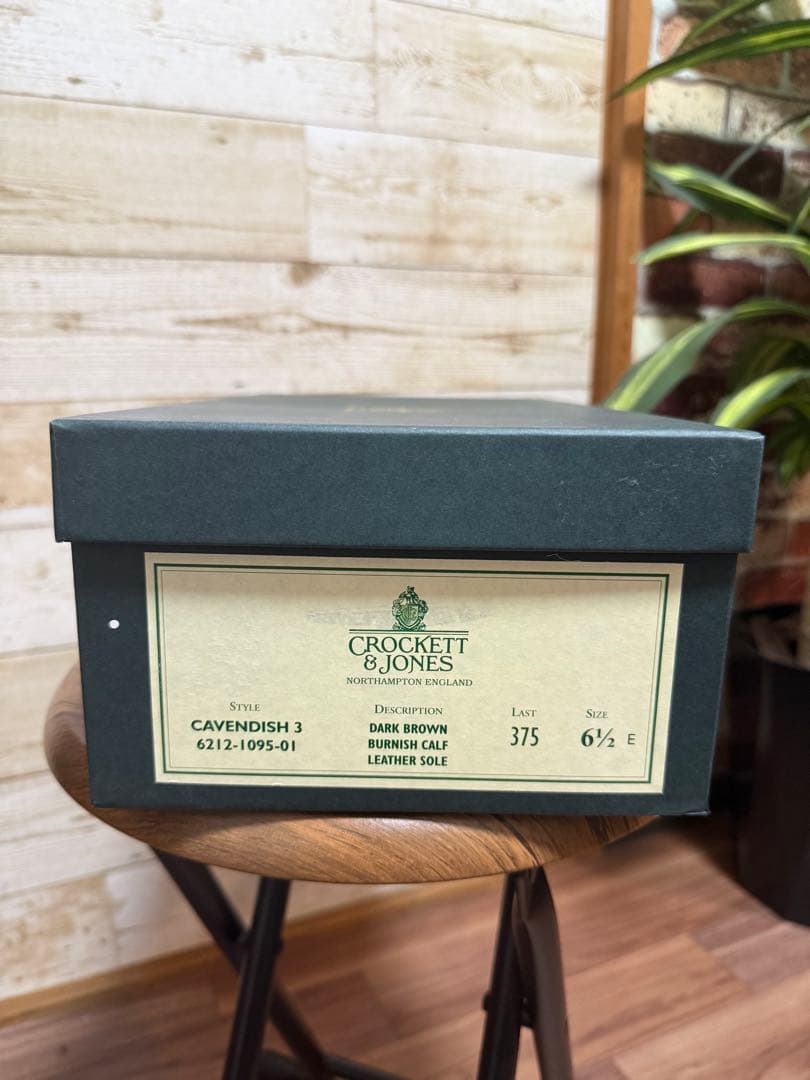 CROCKETT
& JONES
NORTHAMPTON ENGLAND
STYLE
CAVENDISH 3
6212-1095-01
DESCRIPTION
DARK BROWN
BURNISH CALF
LEATHER SOLE
LAST
375
SIZE
6½ E